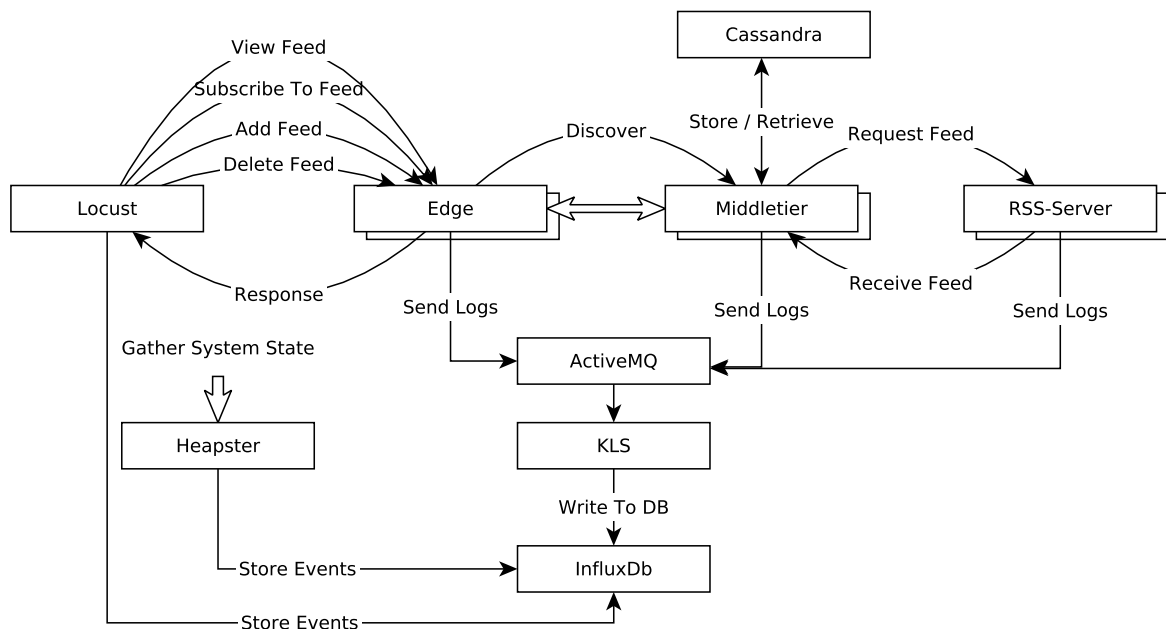 View Feed
Cassandra
Subscribe To Feed
Add Feed
Discover
Store / Retrieve
Request Feed
Delete Feed
Locust
Edge
Middletier
RSS-Server
Response
Receive Feed
Send Logs
Send Logs
Send Logs
Gather System State
ActiveMQ
Heapster
KLS
Write To DB
Store Events
InfluxDb
Store Events